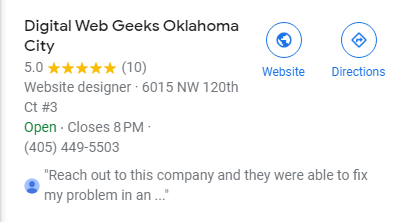 Digital Web Geeks Oklahoma
City
5.0 ★★★★★ (10)
Website designer · 6015 NW 120th
Ct #3
Open · Closes 8 PM ·
(405) 449-5503
"Reach out to this company and they were able to fix
my problem in an ..."
Website
Directions